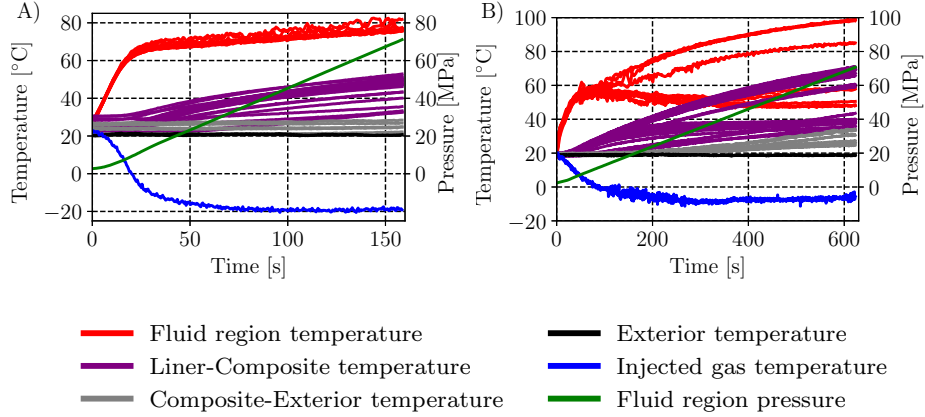 A)
B)
80
60
40
20
0
−20
Temperature [°C]
80
60
40
20
0
Pressure [MPa]
0
50
100
150
Time [s]
100
80
60
40
20
0
−20
Temperature [°C]
100
80
60
40
20
0
Pressure [MPa]
0
200
400
600
Time [s]
Fluid region temperature
Liner-Composite temperature
Composite-Exterior temperature
Exterior temperature
Injected gas temperature
Fluid region pressure